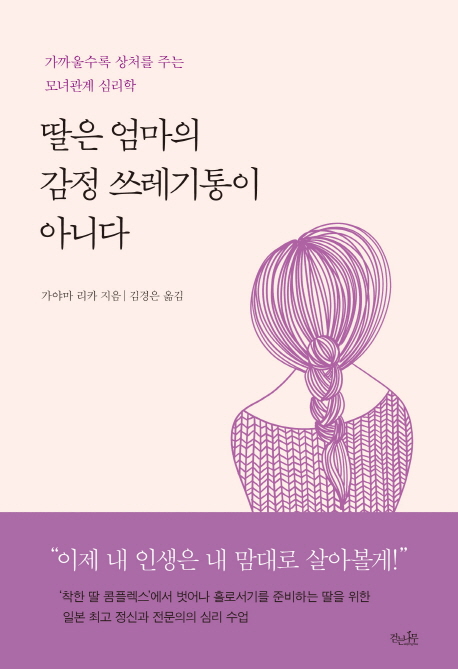 가까울수록 상처를 주는
모녀관계 심리학
딸은 엄마의
감정 쓰레기통이
아니다
가야마 리카 지음 | 김경은 옮김
“이제 내 인생은 내 맘대로 살아볼게!”
‘착한 딸 콤플렉스’에서 벗어나 홀로서기를 준비하는 딸을 위한
일본 최고 정신과 전문의의 심리 수업
걷는나무